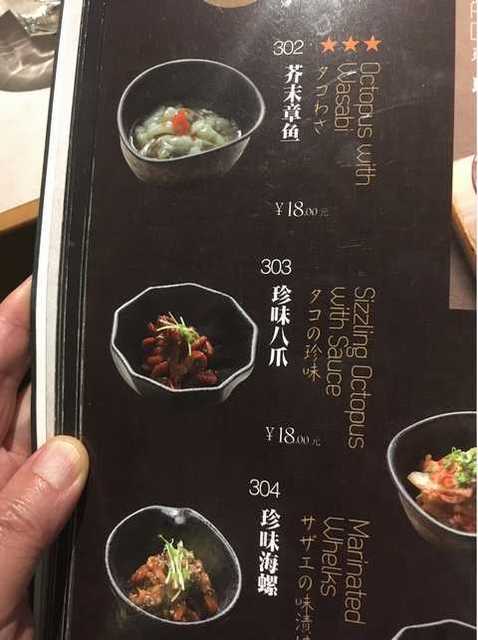 302
★★★
芥末章鱼
タコわさ
Octopus with
Wasabi
¥18.00元
303
珍味八爪
タコの珍味
Sizzling Octopus
with Sauce
¥18.00元
304
珍味海螺
サザエの味清
Marinated
Whelks